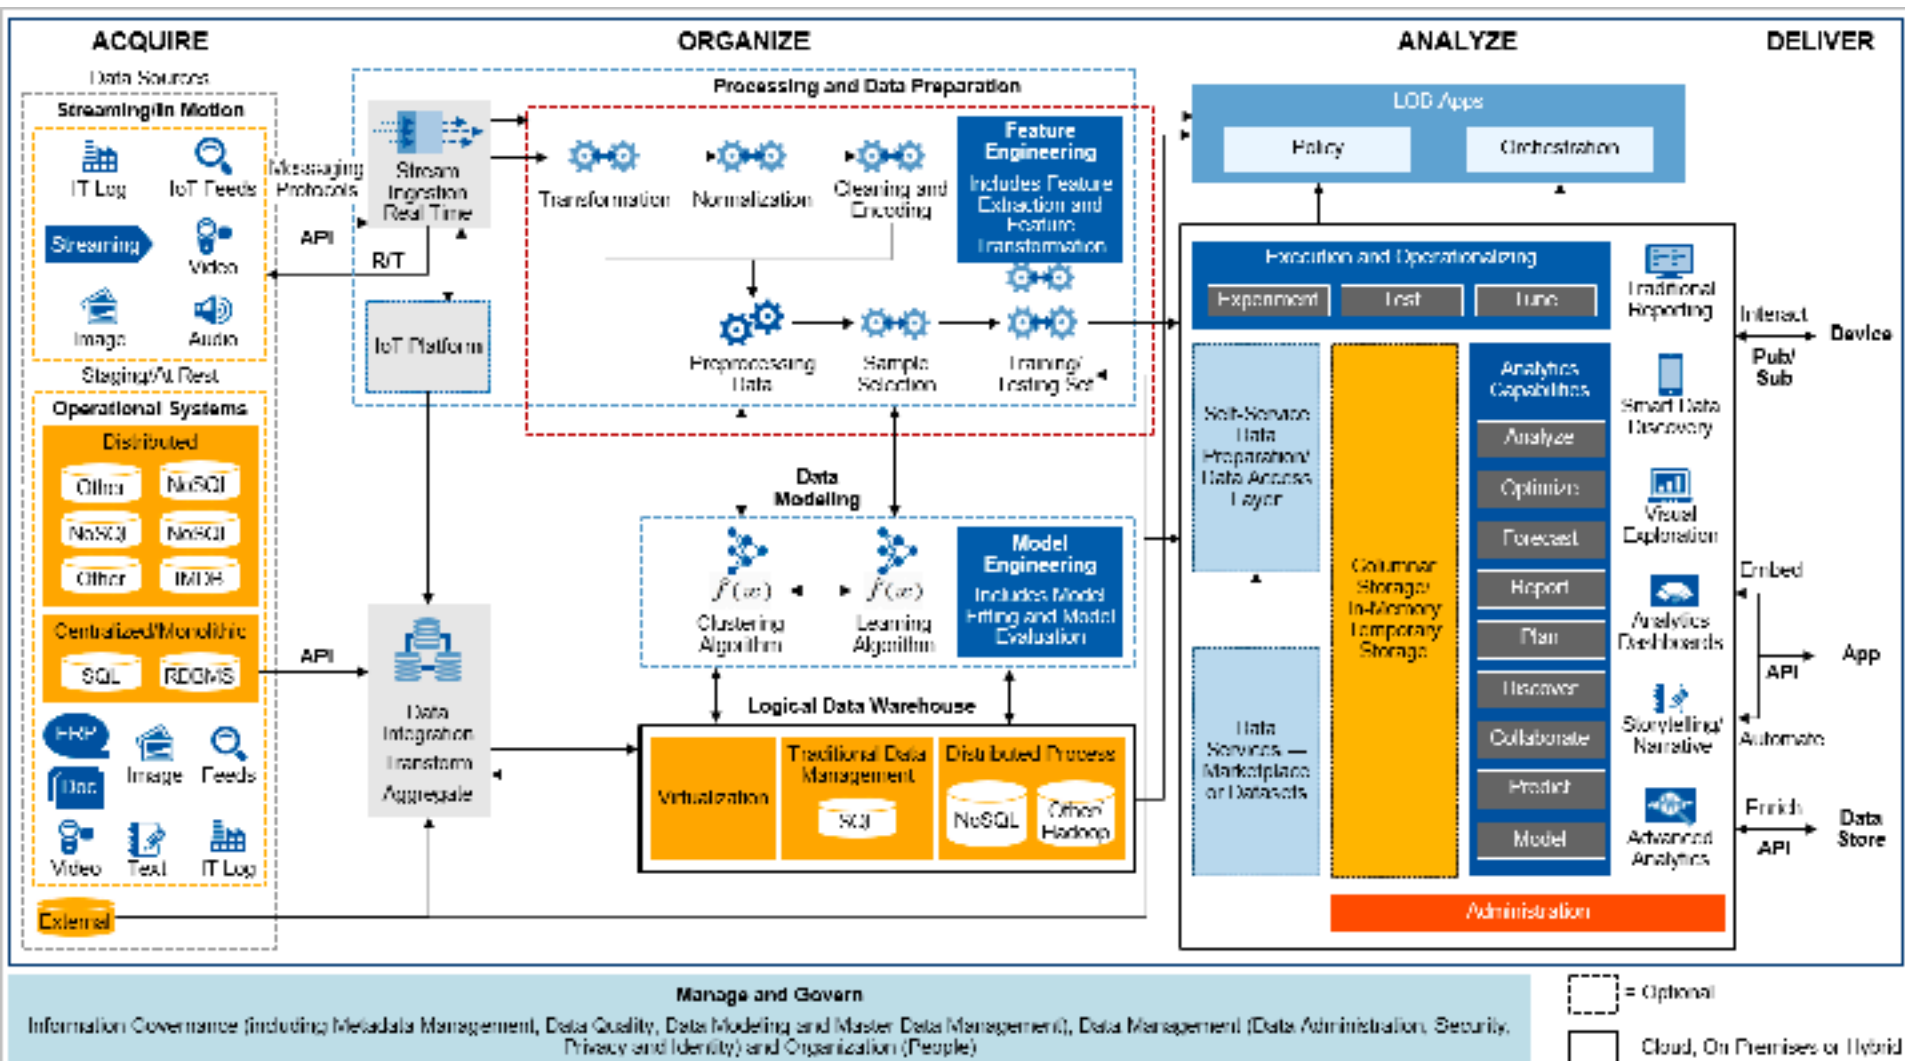 ACQUIRE
ORGANIZE
ANALYZE
DELIVER
Data Sources
Streaming/In Motion
IT Log
IoT Feeds
Streaming
Video
Image
Audio
Staging/At Rest
Operational Systems
Distributed
Other
NoSQL
NoSQL
NoSQL
Other
IMDB
Centralized/Monolithic
SQL
RDBMS
ERP
Doc
Image
Feeds
Video
Text
IT Log
External
Messaging
Protocols
API
R/T
API
Stream
Ingestion
Real Time
IoT Platform
Data
Integration
Transform
Aggregate
Processing and Data Preparation
Transformation
Normalization
Cleaning and
Encoding
Feature
Engineering
Includes Feature
Extraction and
Feature
Transformation
Preprocessing
Data
Sample
Selection
Training/
Testing Set
Data
Modeling
Clustering
Algorithm
Learning
Algorithm
f(x)
f(x)
Model
Engineering
Includes Model
Fitting and Model
Evaluation
Logical Data Warehouse
Virtualization
Traditional Data
Management
SQL
Distributed Process
NoSQL
Other/
Hadoop
LOB Apps
Policy
Orchestration
Execution and Operationalizing
Experiment
Test
Tune
Self-Service
Data
Preparation/
Data Access
Layer
Data
Services —
Marketplace
or Datasets
Columnar
Storage/
In-Memory
Temporary
Storage
Analytics
Capabilities
Analyze
Optimize
Forecast
Report
Plan
Discover
Collaborate
Predict
Model
Traditional
Reporting
Smart Data
Discovery
Visual
Exploration
Analytics
Dashboards
Storytelling/
Narrative
Advanced
Analytics
Administration
Interact
Pub/
Sub
Device
Embed
API
App
Automate
Enrich
API
Data
Store
Manage and Govern
Information Governance (including Metadata Management, Data Quality, Data Modeling and Master Data Management), Data Management (Data Administration, Security,
Privacy and Identity) and Organization (People)
= Optional
Cloud, On Premises or Hybrid